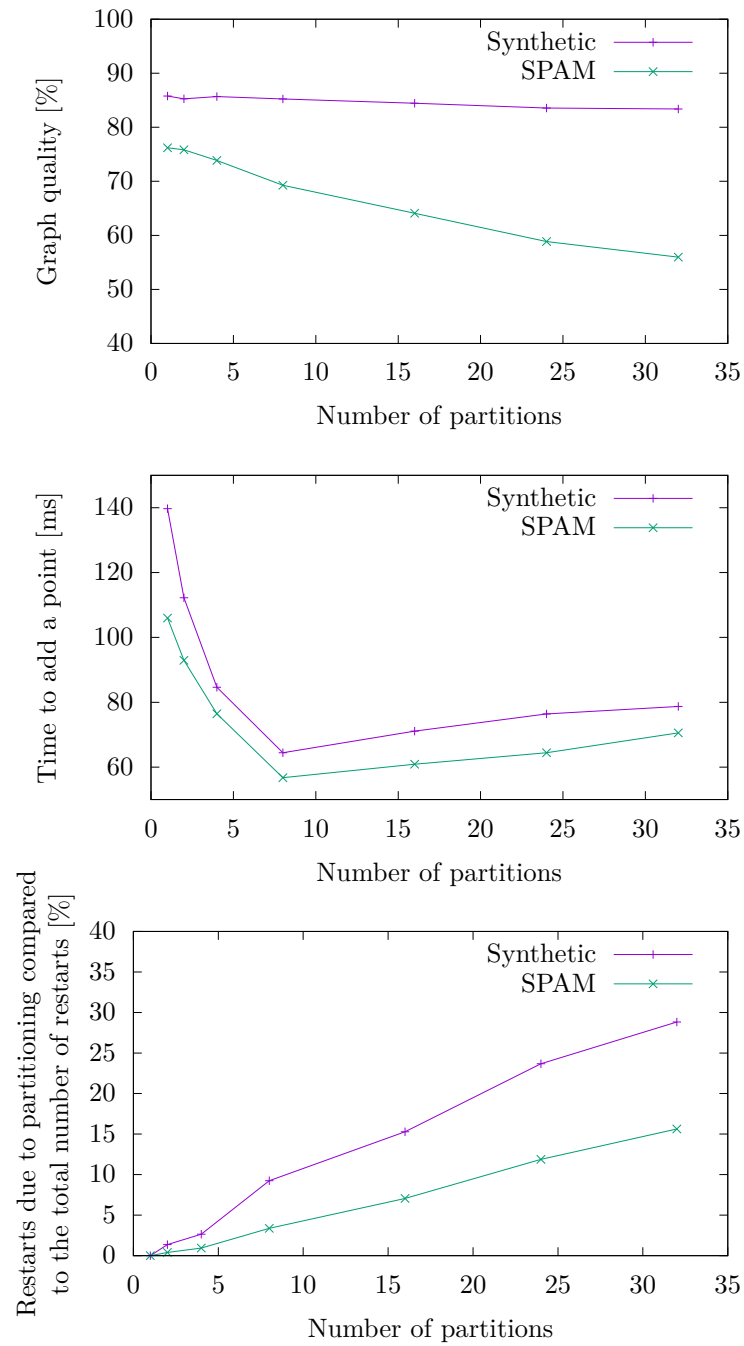 100
90
80
70
60
50
40
Graph quality [%]
Synthetic
SPAM
0 5 10 15 20 25 30 35
Number of partitions
140
120
100
80
60
Time to add a point [ms]
Synthetic
SPAM
0 5 10 15 20 25 30 35
Number of partitions
40
35
30
25
20
15
10
5
0
Restarts due to partitioning compared
to the total number of restarts [%]
Synthetic
SPAM
0 5 10 15 20 25 30 35
Number of partitions